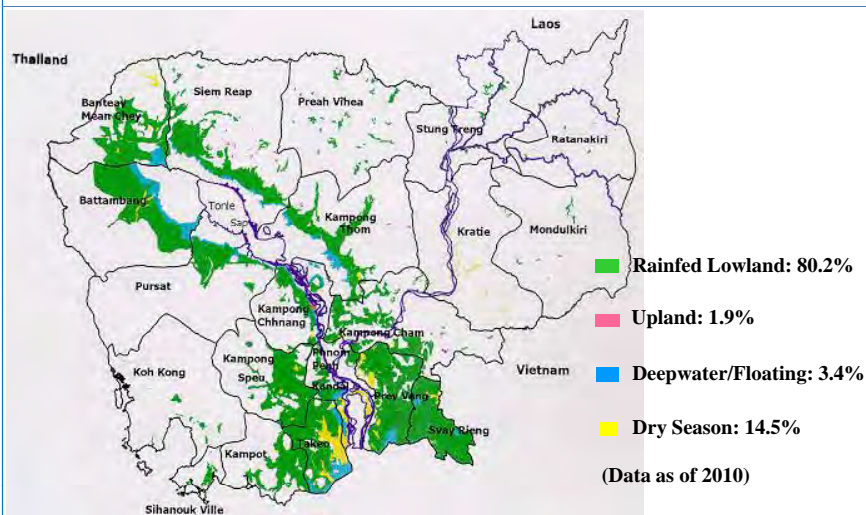 Laos
Thailand
Siem Reap
Preah Vihea
Banteay
Mean Chey
Stung Treng
Ratanakiri
Battambang
Tonle
Sap
Kampong
Thom
Kratie
Mondulkiri
Rainfed Lowland: 80.2%
Pursat
Upland: 1.9%
Kampong
Chhnang
Kampong Cham
Koh Kong
Kampong
Speu
Phnom
Penh
Kandal
Prey Veng
Vietnam
Deepwater/Floating: 3.4%
Svay Rieng
Takeo
Dry Season: 14.5%
Kampot
(Data as of 2010)
Sihanouk Ville